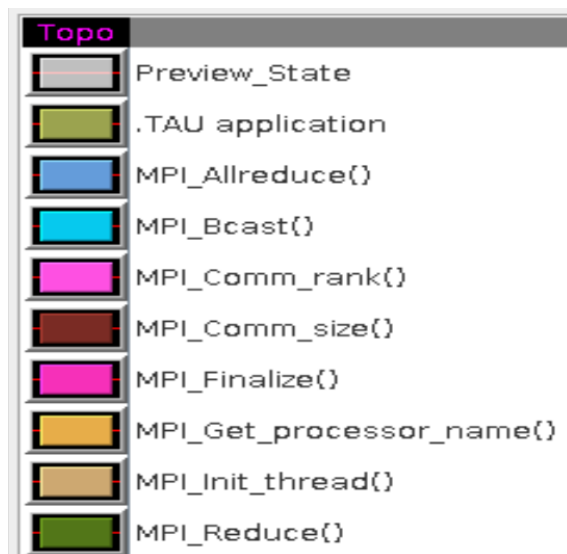 Topo
Preview_State
.TAU application
MPI_Allreduce()
MPI_Bcast()
MPI_Comm_rank()
MPI_Comm_size()
MPI_Finalize()
MPI_Get_processor_name()
MPI_Init_thread()
MPI_Reduce()